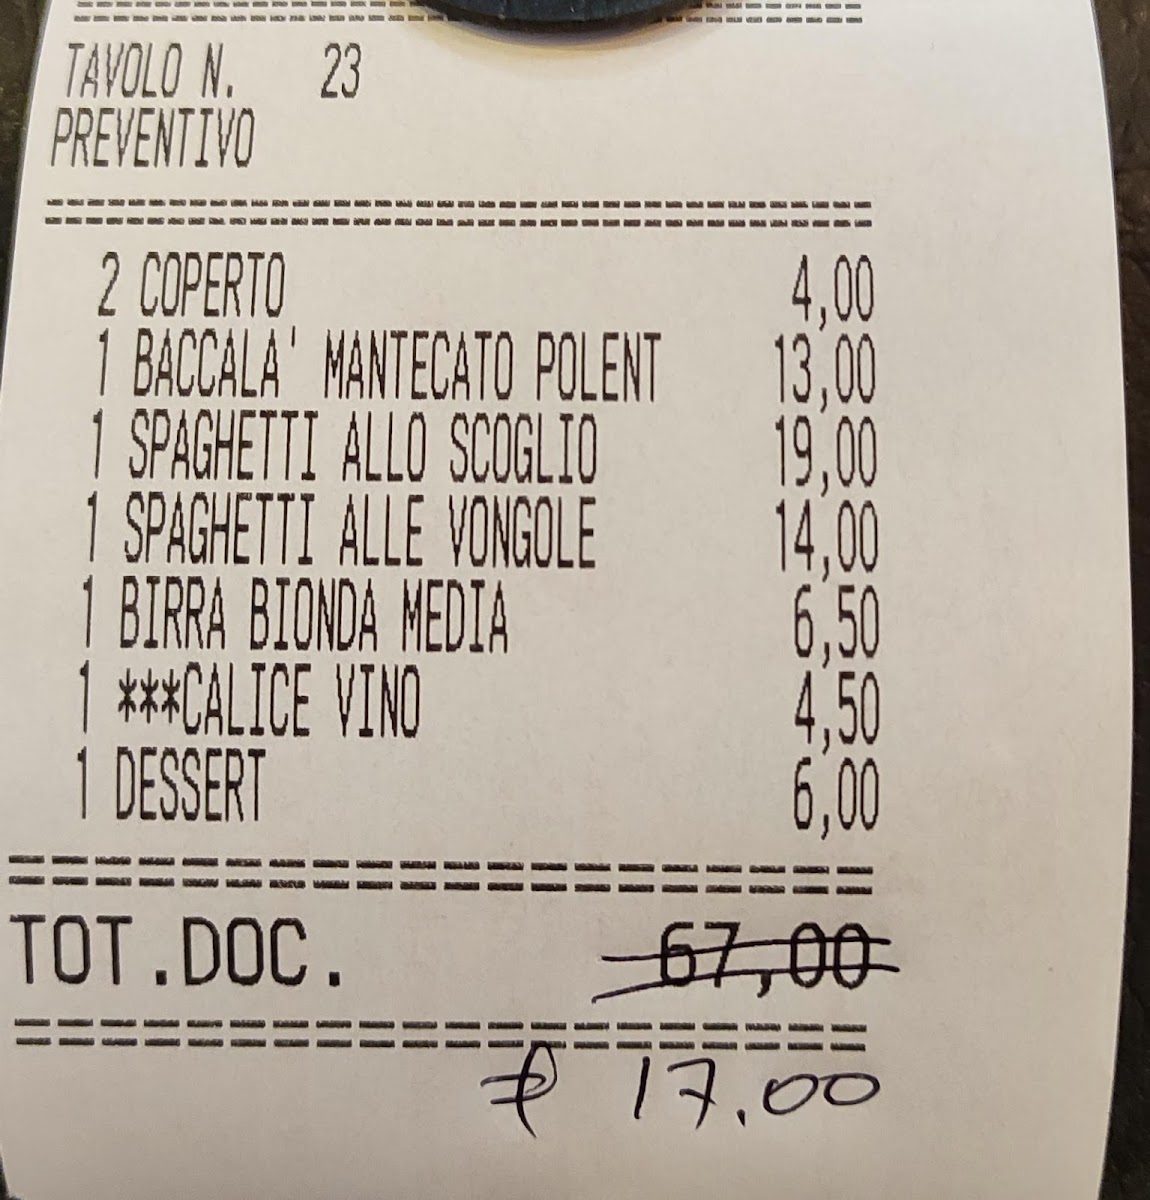 TAVOLO N. 23
PREVENTIVO
2 COPERTO 4,00
1 BACCALA' MANTECATO POLENT 13,00
1 SPAGHETTI ALLO SCOGLIO 19,00
1 SPAGHETTI ALLE VONGOLE 14,00
1 BIRRA BIONDA MEDIA 6,50
1 ***CALICE VINO 4,50
1 DESSERT 6,00
TOT.DOC. 67,00
€ 17.00